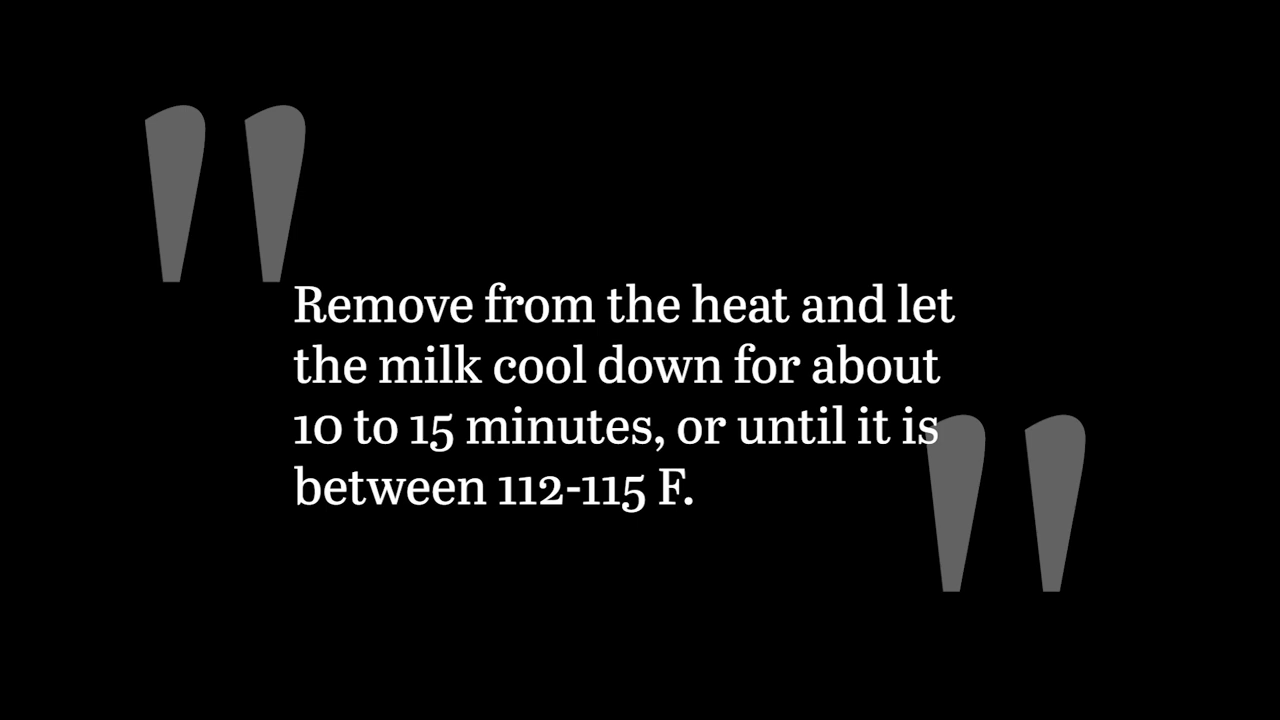 "Remove from the heat and let
the milk cool down for about
10 to 15 minutes, or until it is
between 112-115 F."